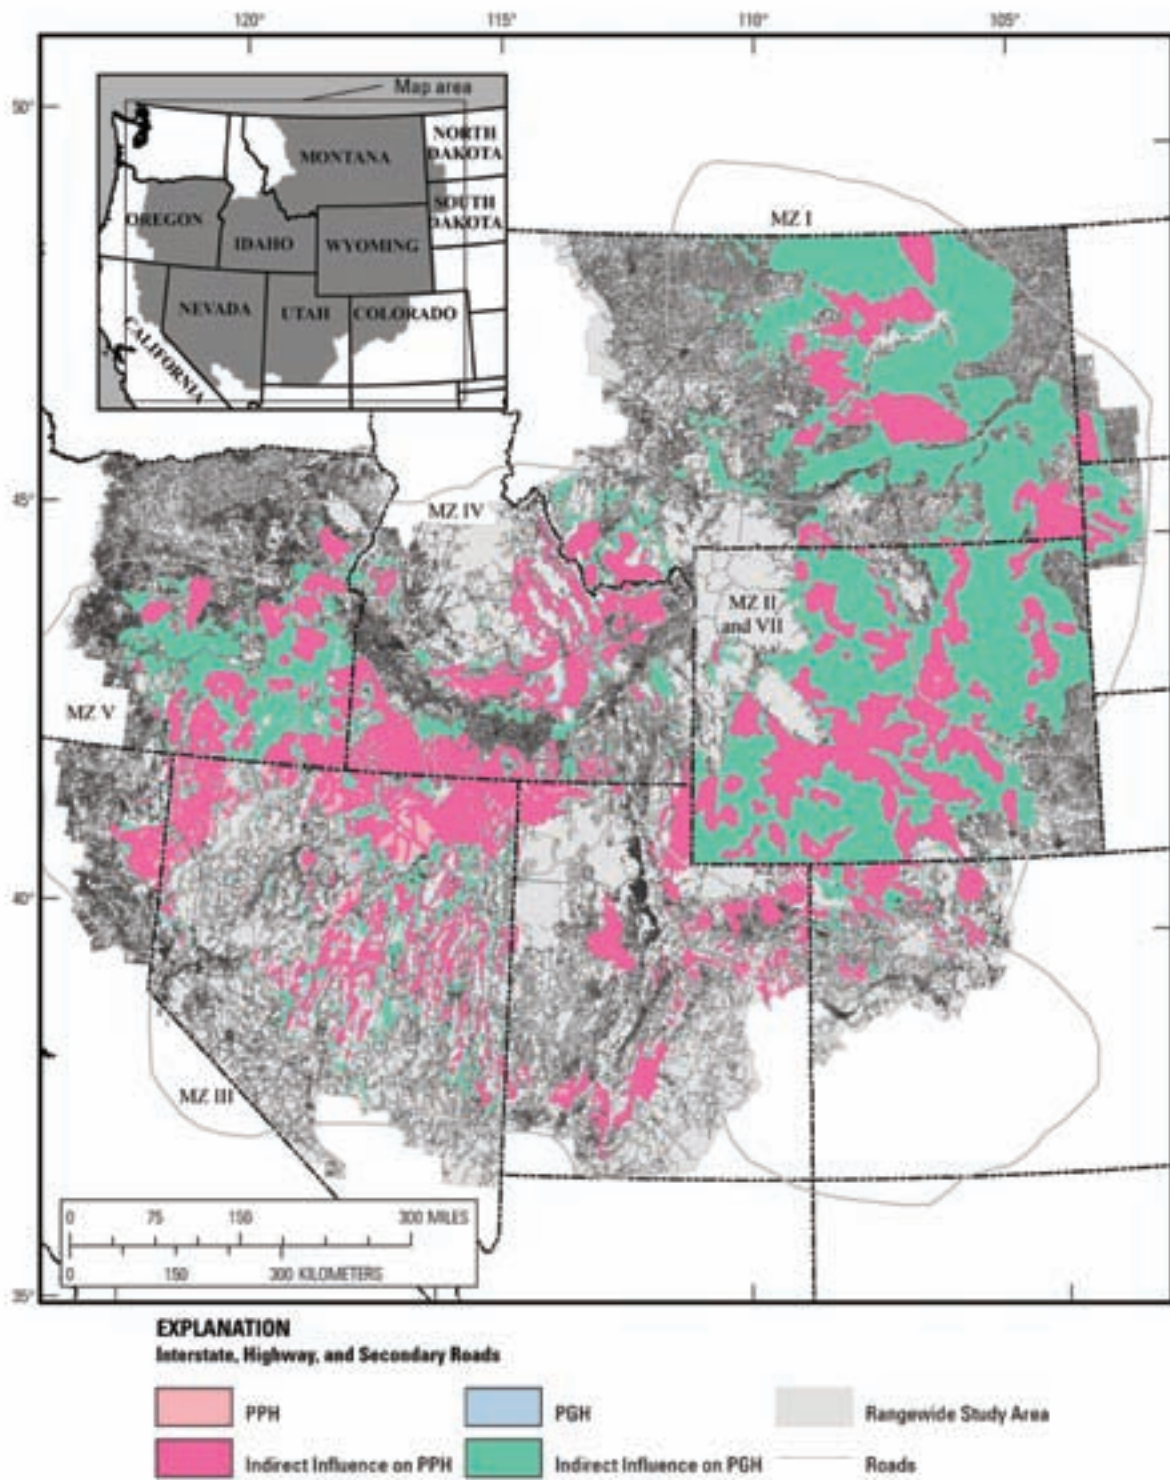 120° 115° 110° 105°
50°
45°
40°
35°
Map area
NORTH
DAKOTA
MONTANA
SOUTH
DAKOTA
OREGON
IDAHO
WYOMING
NEVADA
UTAH
COLORADO
CALIFORNIA
MZ I
MZ IV
MZ II
and VII
MZ V
MZ III
0 75 150 300 MILES
0 150 300 KILOMETERS
EXPLANATION
Interstate, Highway, and Secondary Roads
PPH PGH Rangewide Study Area
Indirect Influence on PPH Indirect Influence on PGH Roads